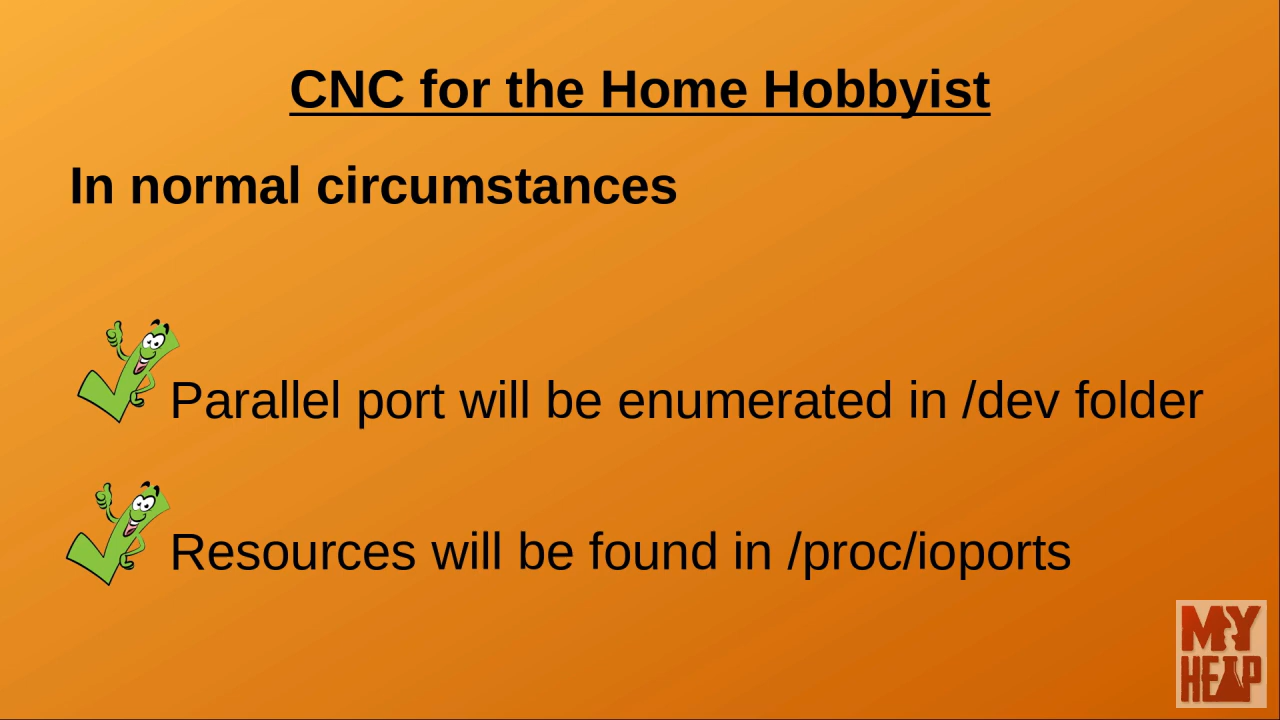 CNC for the Home Hobbyist
In normal circumstances
Parallel port will be enumerated in /dev folder
Resources will be found in /proc/ioports
MY
HEAP